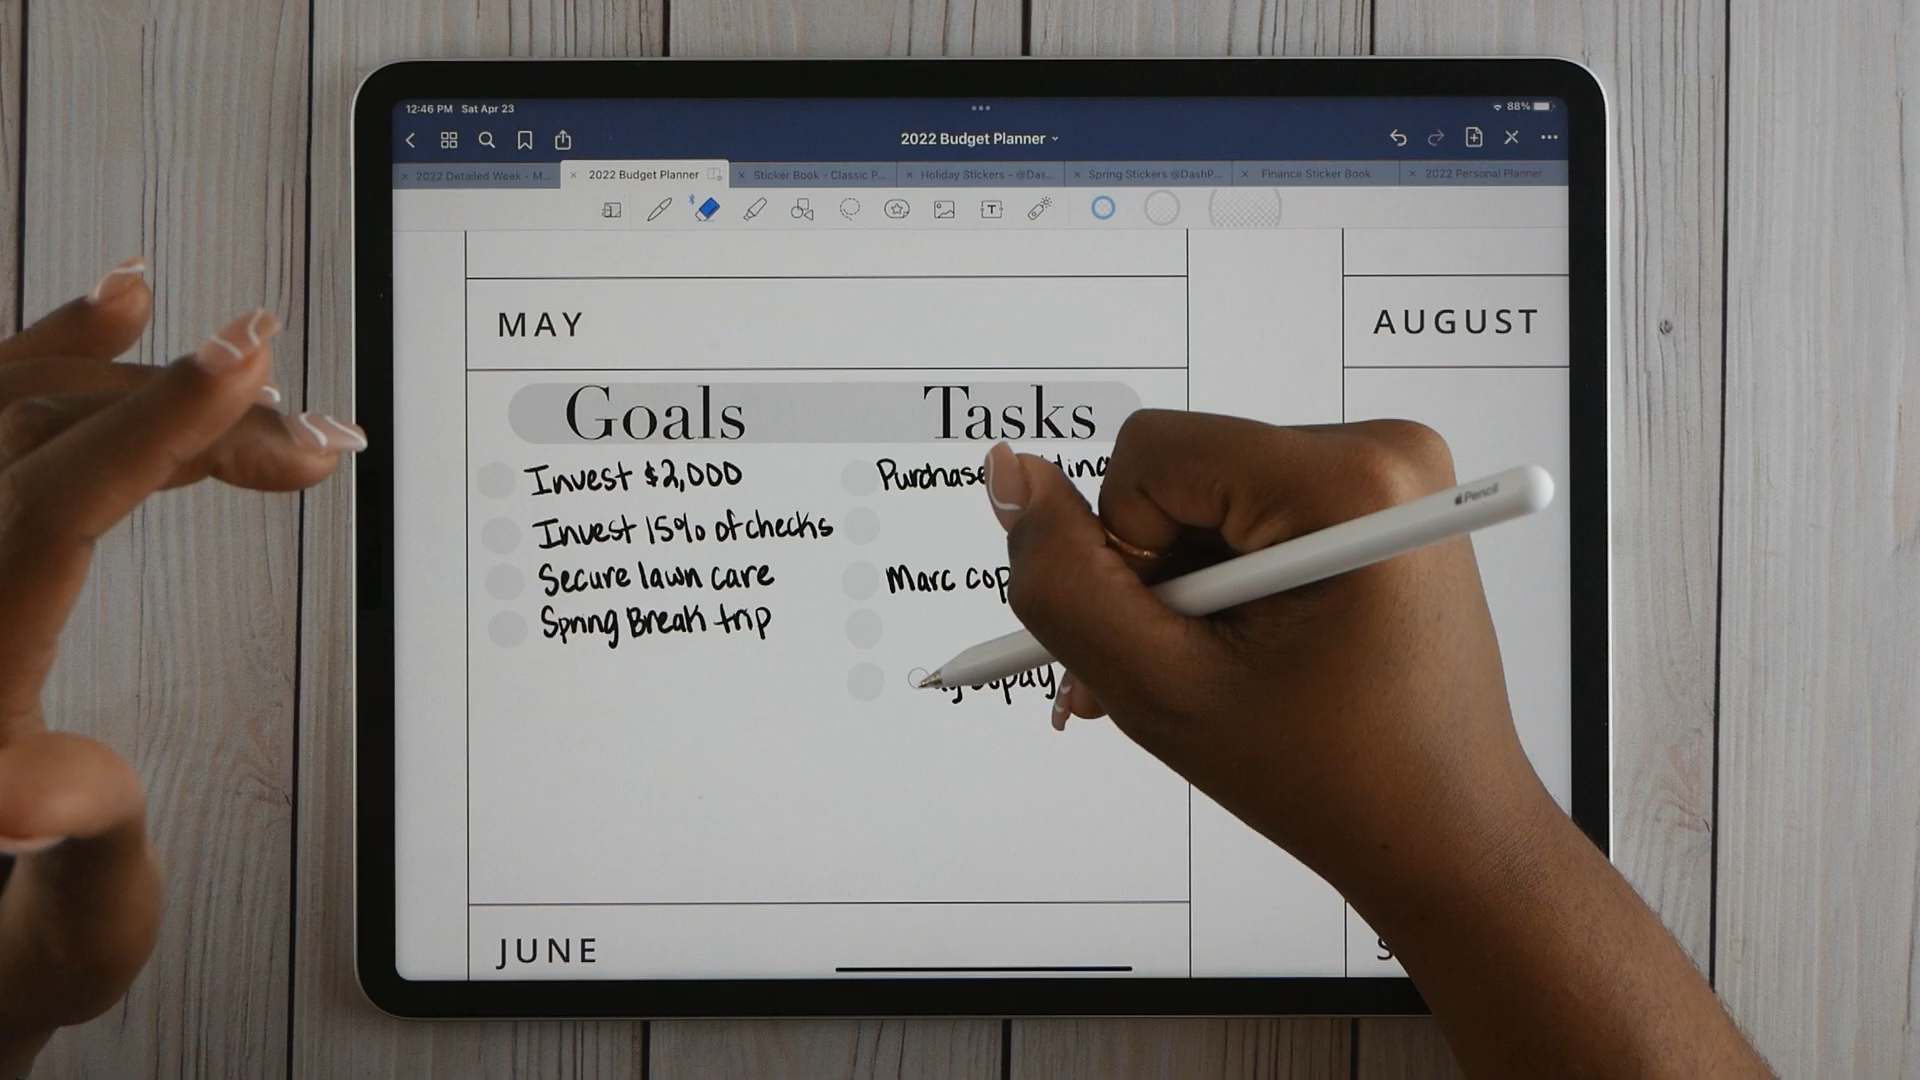 12:46 PM Sat Apr 23
88%
2022 Budget Planner
2022 Detailed Week - M...
2022 Budget Planner
Sticker Book - Classic P...
Holiday Stickers - @Das...
Spring Stickers @DashP...
Finance Sticker Book
2022 Personal Planner
T
MAY
AUGUST
Goals
Tasks
Invest $2,000
Purchase
Invest 15% of checks
Secure lawn care
Marc cop
Spring Break trip
copay
JUNE
S
Pencil